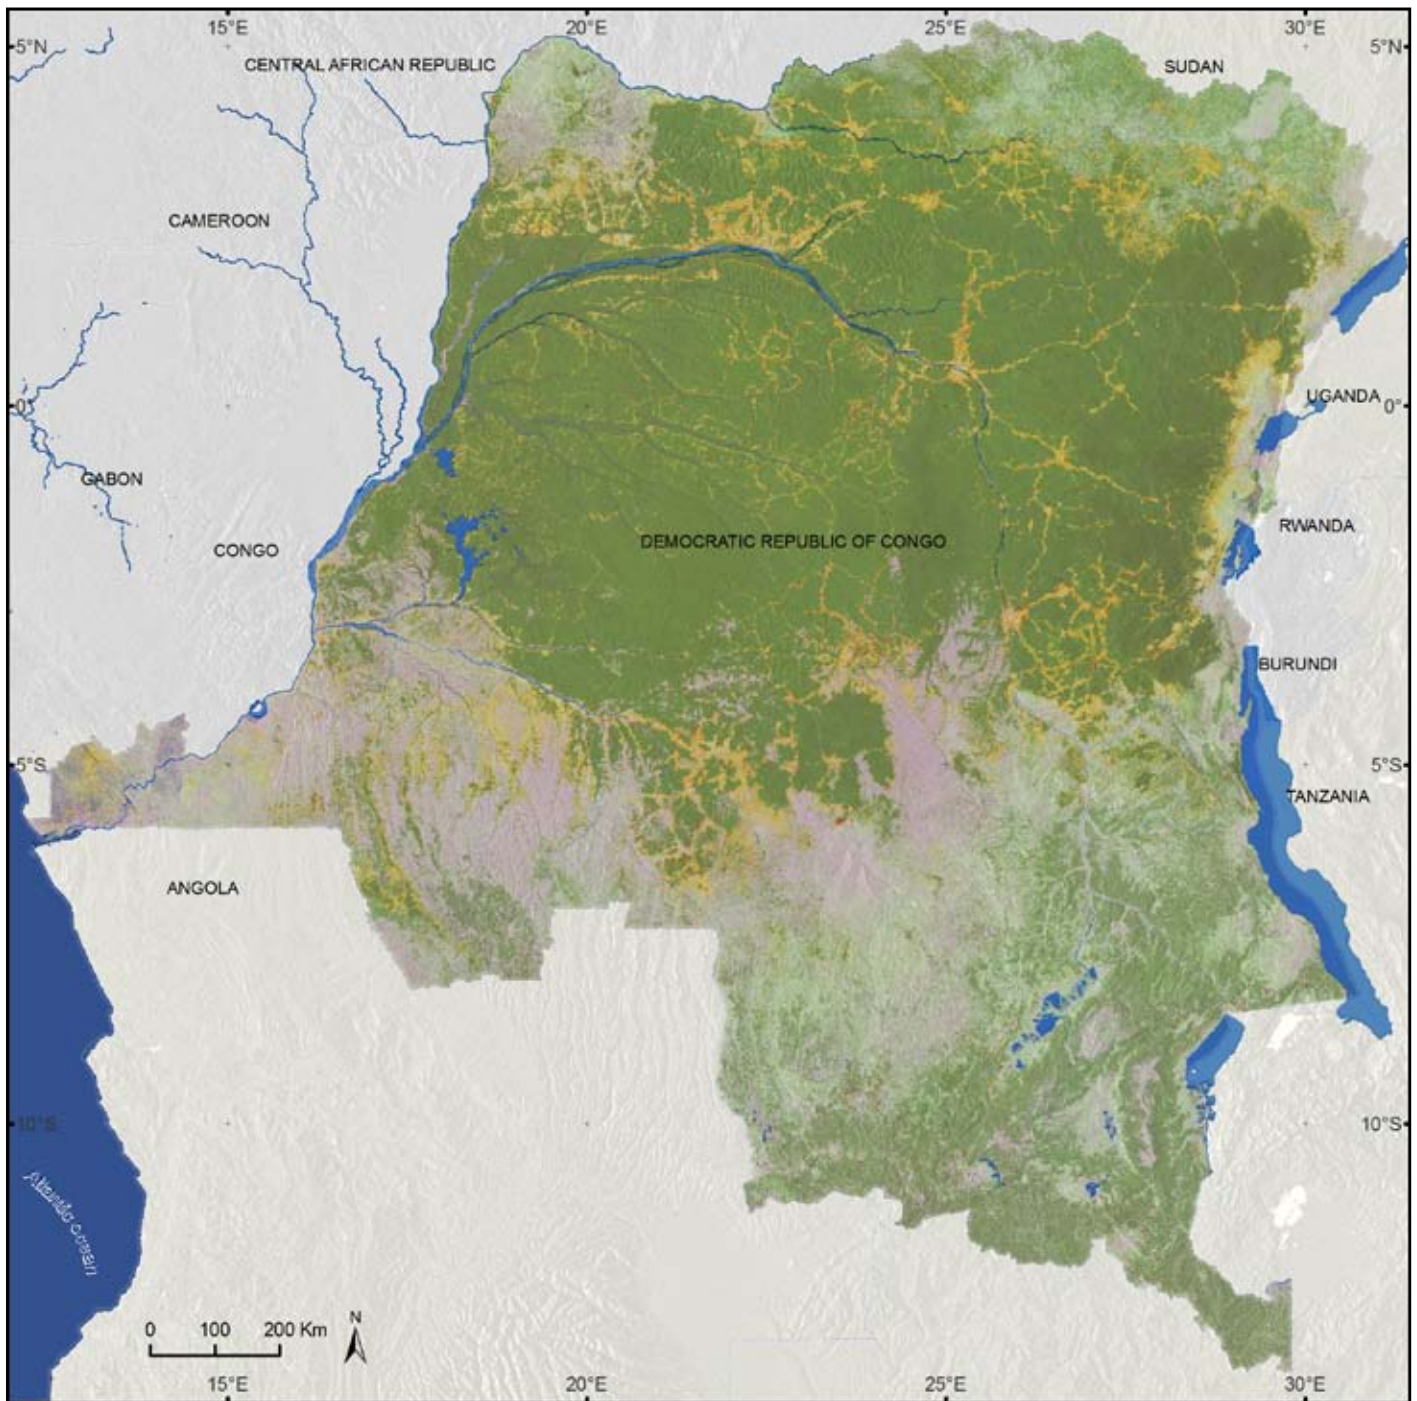 15°E 20°E 25°E 30°E
5°N 5°N
CENTRAL AFRICAN REPUBLIC
SUDAN
CAMEROON
UGANDA
0° 0°
GABON
RWANDA
CONGO
DEMOCRATIC REPUBLIC OF CONGO
BURUNDI
5°S 5°S
TANZANIA
ANGOLA
10°S 10°S
Atlantic ocean
0 100 200 Km
N
15°E 20°E 25°E 30°E